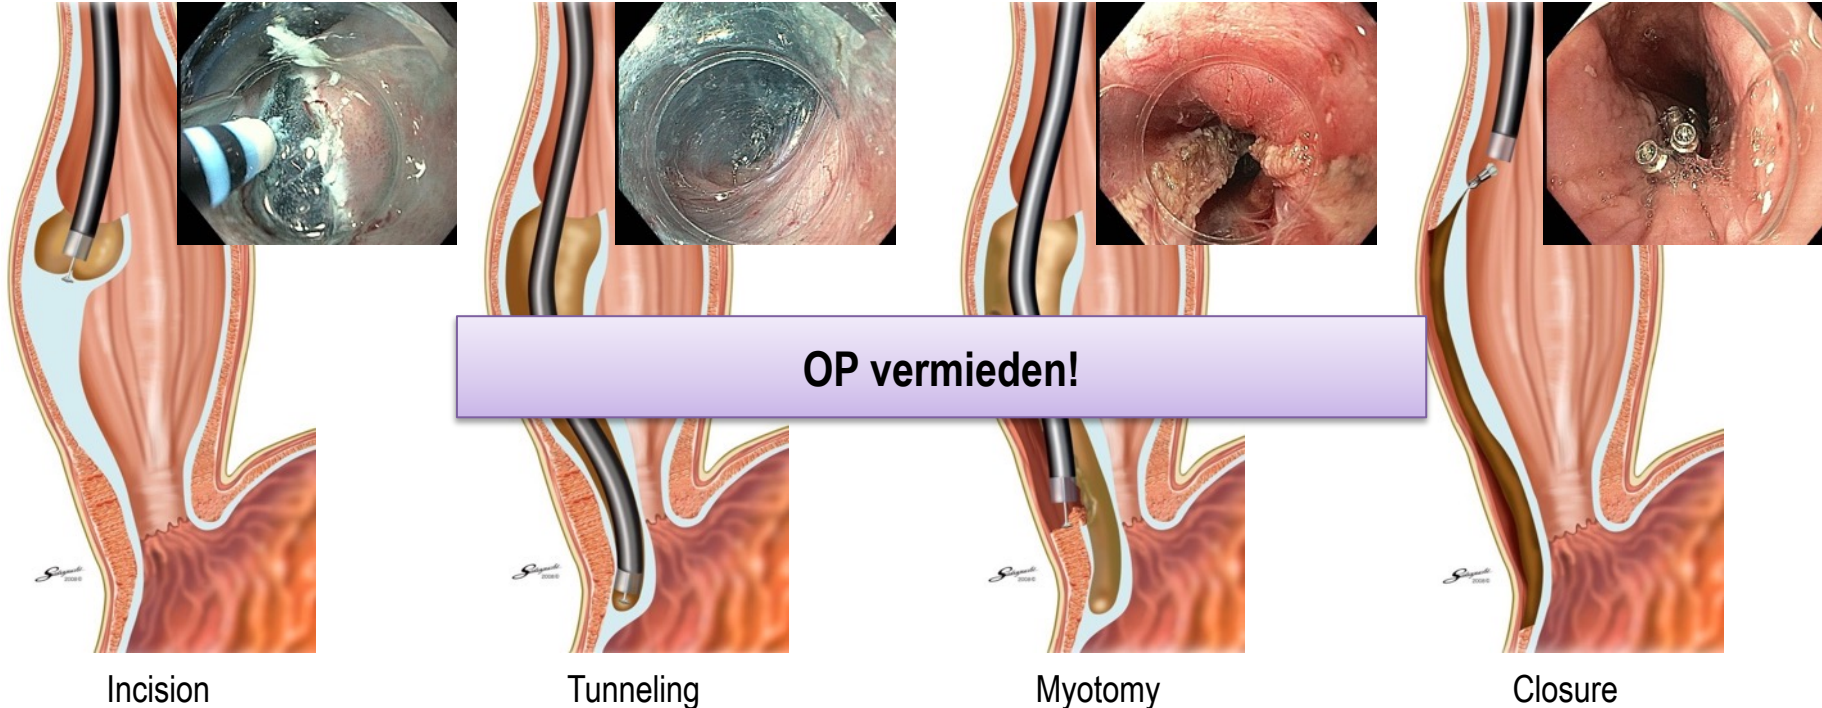 OP vermieden!
Incision
Tunneling
Myotomy
Closure